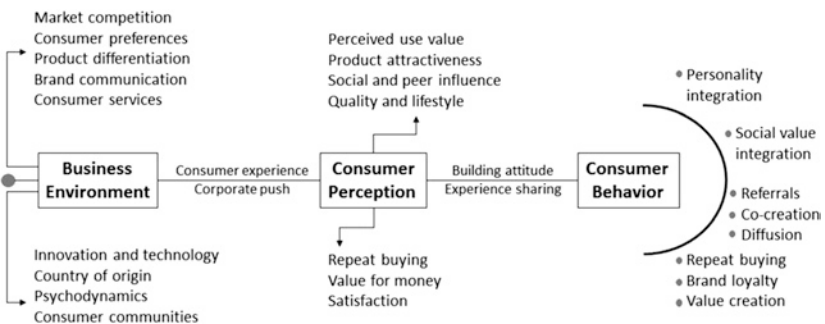 Market competition
Consumer preferences
Product differentiation
Brand communication
Consumer services
Business
Environment
Innovation and technology
Country of origin
Psychodynamics
Consumer communities
Consumer experience
Corporate push
Perceived use value
Product attractiveness
Social and peer influence
Quality and lifestyle
Consumer
Perception
Repeat buying
Value for money
Satisfaction
Building attitude
Experience sharing
Consumer
Behavior
Personality
integration
Social value
integration
Referrals
Co-creation
Diffusion
Repeat buying
Brand loyalty
Value creation